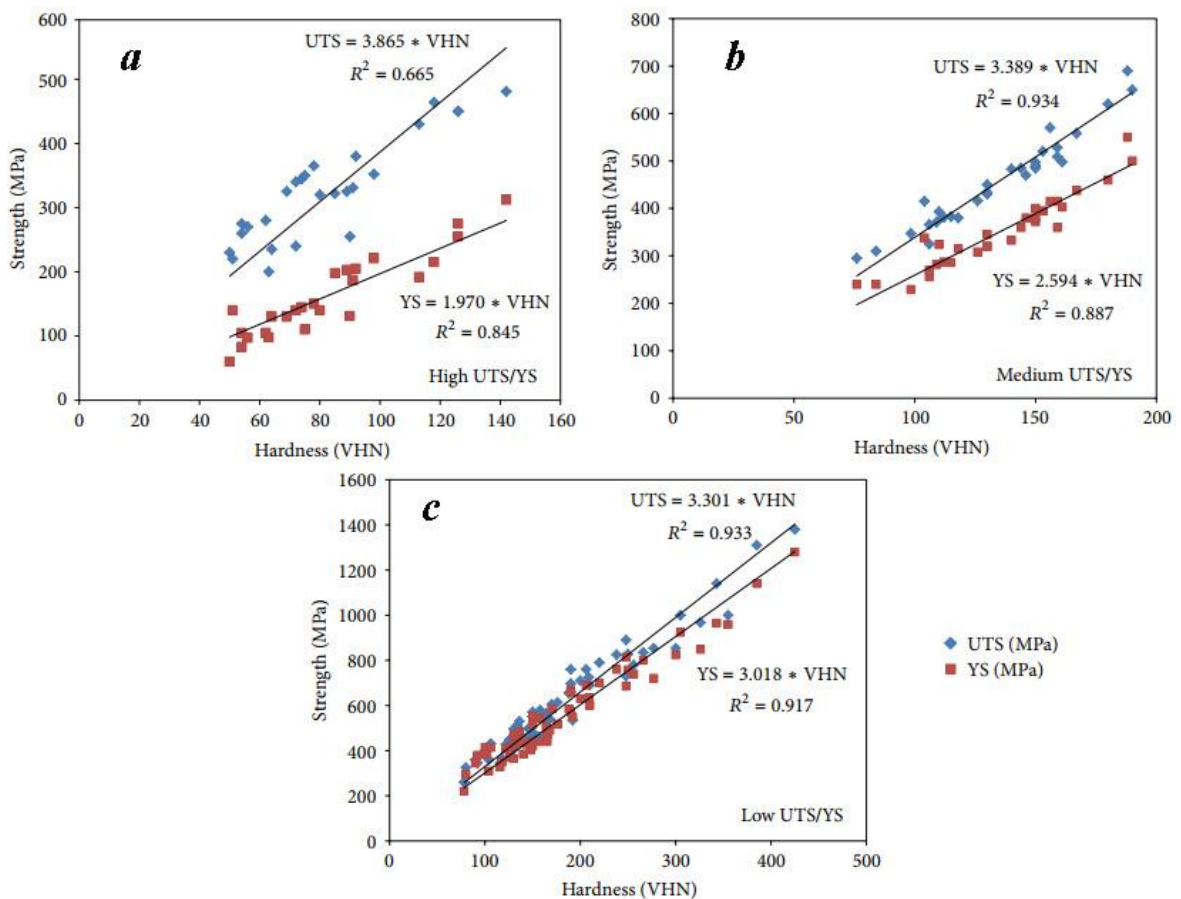 a
UTS = 3.865 * VHN
R² = 0.665
YS = 1.970 * VHN
R² = 0.845
High UTS/YS
Strength (MPa)
600
500
400
300
200
100
0
0 20 40 60 80 100 120 140 160
Hardness (VHN)
b
UTS = 3.389 * VHN
R² = 0.934
YS = 2.594 * VHN
R² = 0.887
Medium UTS/YS
Strength (MPa)
800
700
600
500
400
300
200
100
0
0 50 100 150 200
Hardness (VHN)
c
UTS = 3.301 * VHN
R² = 0.933
YS = 3.018 * VHN
R² = 0.917
Low UTS/YS
Strength (MPa)
1600
1400
1200
1000
800
600
400
200
0
0 100 200 300 400 500
Hardness (VHN)
UTS (MPa)
YS (MPa)